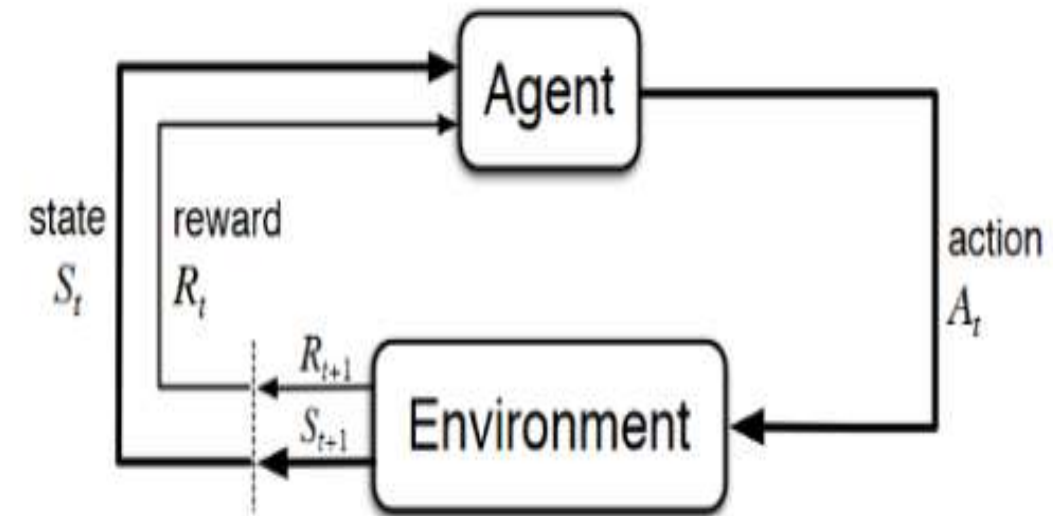 Agent
state
reward
action
S_t
R_t
A_t
R_{t+1}
S_{t+1}
Environment